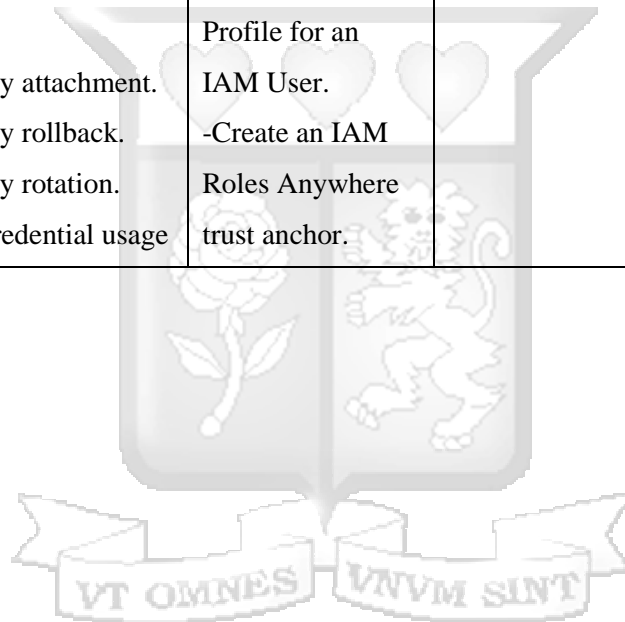 Profile for an
y attachment. IAM User.
y rollback. -Create an IAM
y rotation. Roles Anywhere
redential usage trust anchor.
VT OMNES VNVM SINT